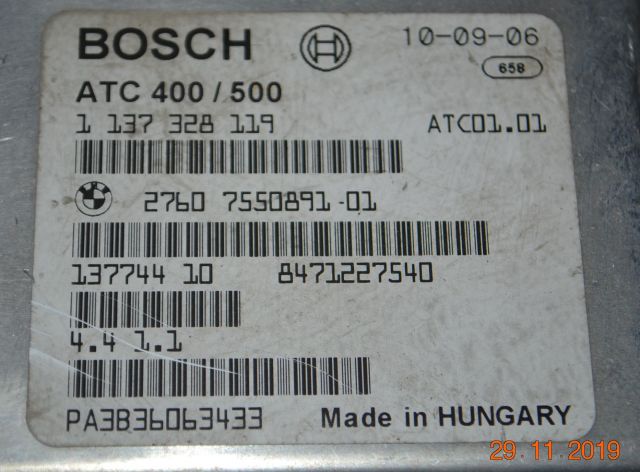 BOSCH 10-09-06
658
ATC 400 / 500
1 137 328 119 ATC01.01
2760 7550891-01
137744 10 8471227540
4.4 1.1
PA3B36063433 Made in HUNGARY
29.11.2019